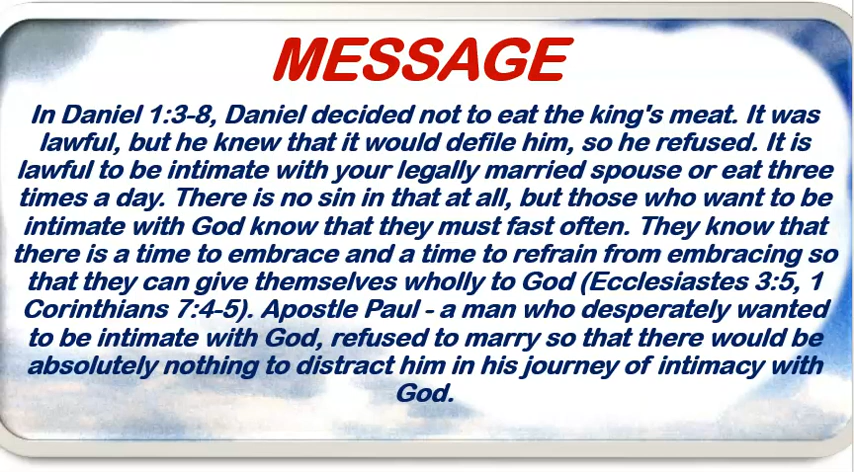 MESSAGE
In Daniel 1:3-8, Daniel decided not to eat the king's meat. It was
lawful, but he knew that it would defile him, so he refused. It is
lawful to be intimate with your legally married spouse or eat three
times a day. There is no sin in that at all, but those who want to be
intimate with God know that they must fast often. They know that
there is a time to embrace and a time to refrain from embracing so
that they can give themselves wholly to God (Ecclesiastes 3:5, 1
Corinthians 7:4-5). Apostle Paul - a man who desperately wanted
to be intimate with God, refused to marry so that there would be
absolutely nothing to distract him in his journey of intimacy with
God.